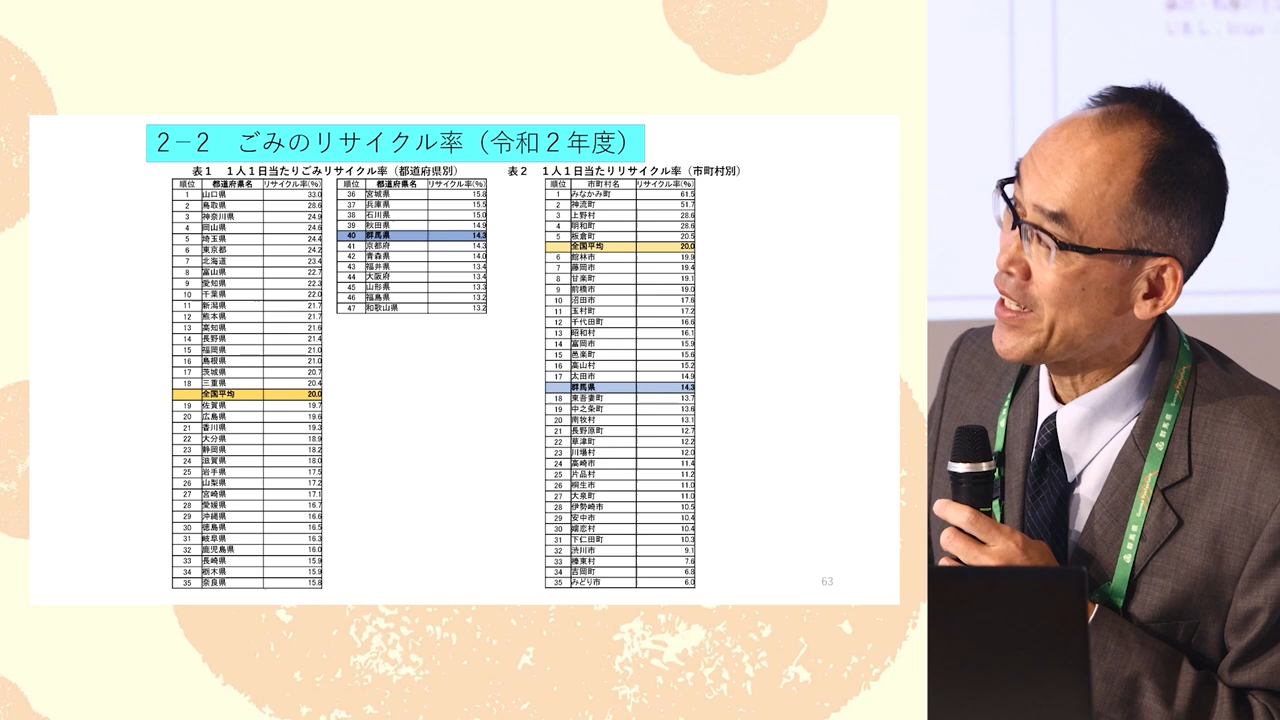 2－2　ごみのリサイクル率（令和２年度）
表１　１人１日当たりごみリサイクル率（都道府県別）
順位 都道府県名 リサイクル率(%)
1 山口県 33.0
2 鳥取県 28.6
3 神奈川県 24.9
4 岡山県 24.6
5 埼玉県 24.4
6 東京都 24.2
7 北海道 23.4
8 富山県 22.7
9 愛知県 22.3
10 千葉県 22.0
11 新潟県 21.7
12 熊本県 21.7
13 高知県 21.6
14 長野県 21.4
15 福岡県 21.0
16 島根県 21.0
17 茨城県 20.7
18 三重県 20.4
全国平均 20.0
19 佐賀県 19.7
20 広島県 19.6
21 香川県 19.3
22 大分県 18.9
23 静岡県 18.2
24 滋賀県 18.0
25 岩手県 17.5
26 山梨県 17.2
27 宮崎県 17.1
28 愛媛県 16.7
29 沖縄県 16.6
30 徳島県 16.5
31 岐阜県 16.3
32 鹿児島県 16.0
33 長崎県 15.9
34 栃木県 15.9
35 奈良県 15.8
順位 都道府県名 リサイクル率(%)
36 宮城県 15.8
37 兵庫県 15.5
38 石川県 15.0
39 秋田県 14.9
40 群馬県 14.3
41 京都府 14.3
42 青森県 14.0
43 福井県 13.4
44 大阪府 13.4
45 山形県 13.3
46 福島県 13.2
47 和歌山県 13.2
表２　１人１日当たりリサイクル率（市町村別）
順位 市町村名 リサイクル率(%)
1 みなかみ町 61.5
2 神流町 51.7
3 上野村 28.6
4 明和町 28.6
5 板倉町 20.5
全国平均 20.0
6 館林市 19.9
7 藤岡市 19.4
8 甘楽町 19.1
9 前橋市 19.0
10 沼田市 17.6
11 玉村町 17.2
12 千代田町 16.6
13 昭和村 16.1
14 富岡市 15.9
15 邑楽町 15.6
16 高山村 15.2
17 太田市 14.9
群馬県 14.3
18 東吾妻町 13.7
19 中之条町 13.6
20 南牧村 13.1
21 長野原町 12.7
22 草津町 12.2
23 川場村 12.0
24 高崎市 11.4
25 片品村 11.2
26 桐生市 11.0
27 大泉町 11.0
28 伊勢崎市 10.5
29 安中市 10.4
30 嬬恋村 10.4
31 下仁田町 10.3
32 渋川市 9.1
33 榛東村 7.6
34 吉岡町 6.8
35 みどり市 6.0
63
群馬県
群馬県